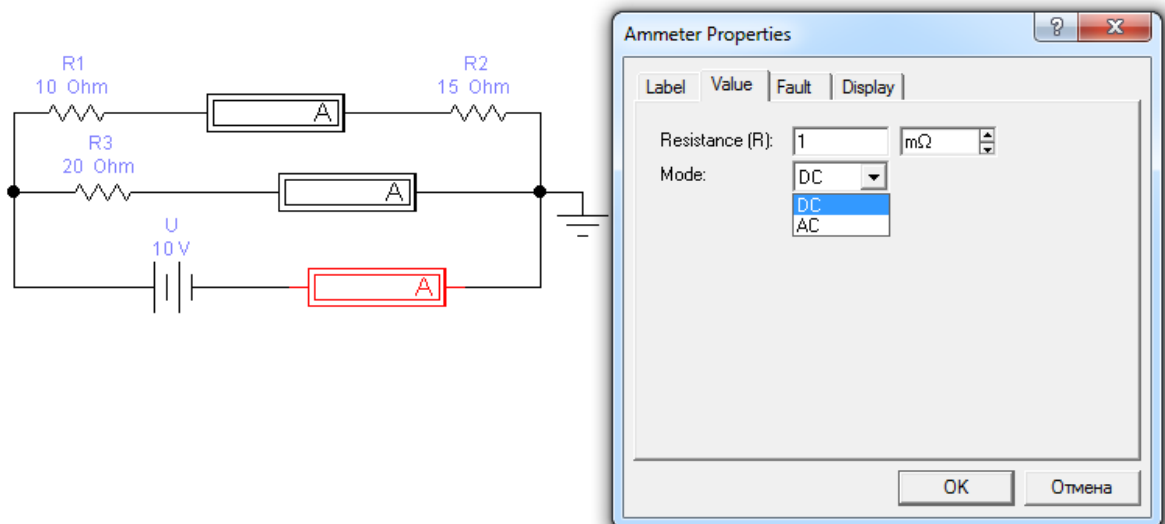 R1
10 Ohm
A
R2
15 Ohm
R3
20 Ohm
A
U
10 V
A
Ammeter Properties
?
X
Label Value Fault Display
Resistance (R): 1 mΩ
Mode: DC
DC
AC
OK Отмена